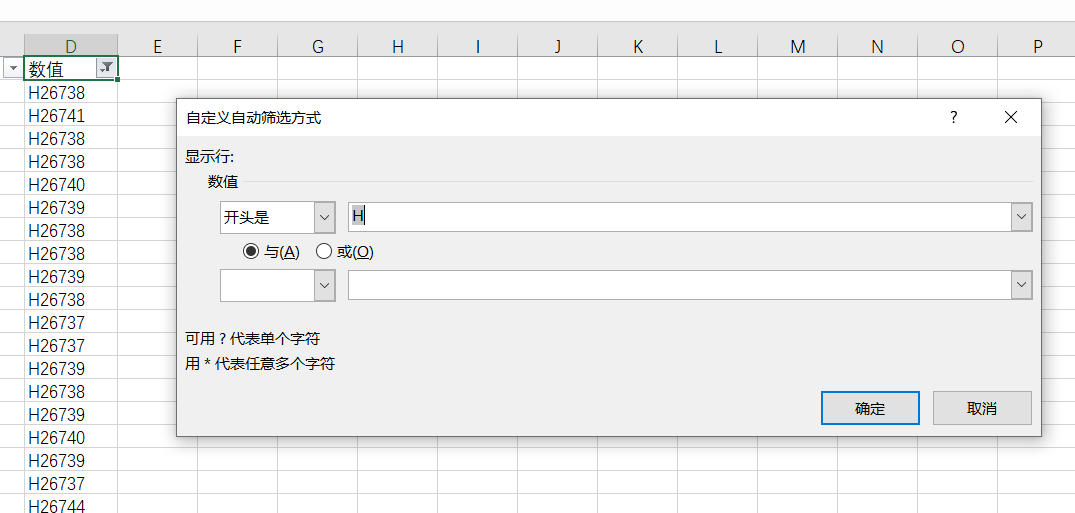 D E F G H I J K L M N O P
数值
H26738
H26741
H26738
H26738
H26740
H26739
H26738
H26738
H26739
H26738
H26737
H26737
H26739
H26738
H26739
H26740
H26739
H26737
H26744
自定义自动筛选方式 ?
显示行:
数值
开头是 H
与(A) 或(O)
可用 ? 代表单个字符
用 * 代表任意多个字符
确定 取消